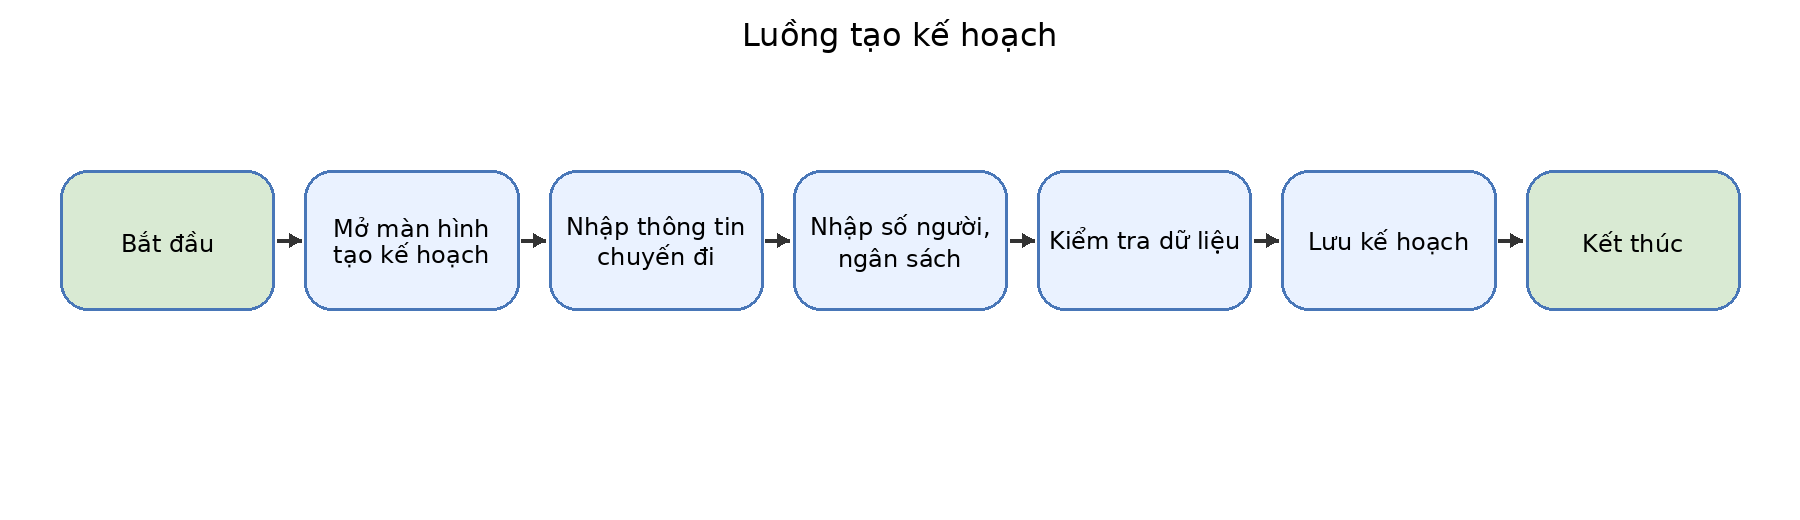 Luồng tạo kế hoạch
Bắt đầu
Mở màn hình
tạo kế hoạch
Nhập thông tin
chuyến đi
Nhập số người,
ngân sách
Kiểm tra dữ liệu
Lưu kế hoạch
Kết thúc